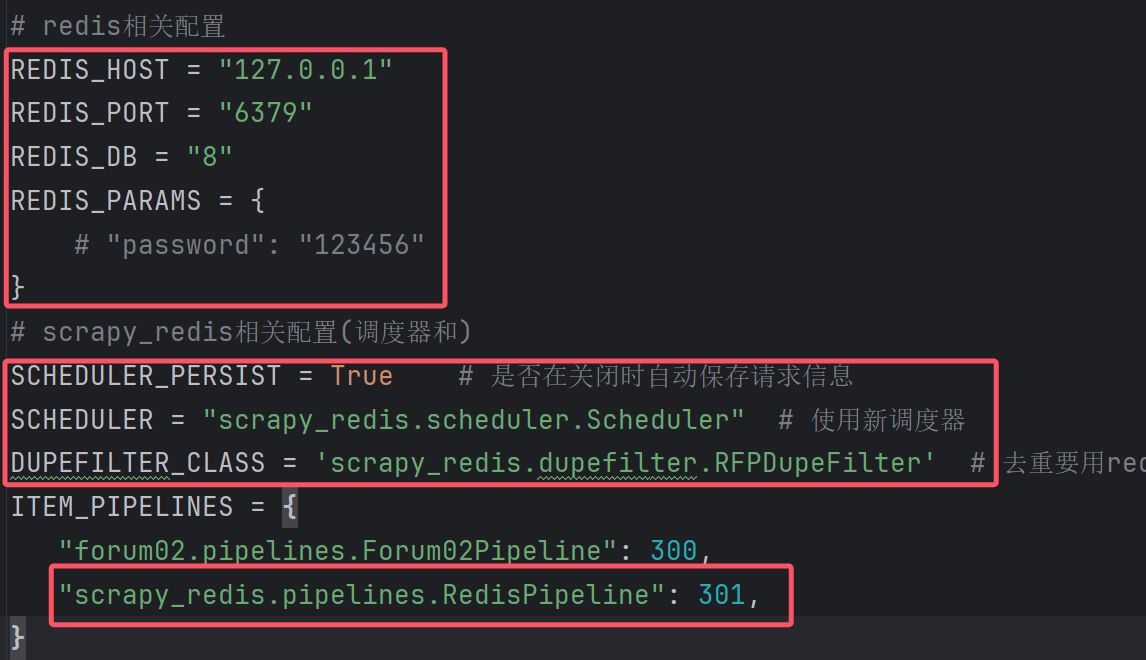 # redis相关配置
REDIS_HOST = "127.0.0.1"
REDIS_PORT = "6379"
REDIS_DB = "8"
REDIS_PARAMS = {
    # "password": "123456"
}
# scrapy_redis相关配置(调度器和)
SCHEDULER_PERSIST = True    # 是否在关闭时自动保存请求信息
SCHEDULER = "scrapy_redis.scheduler.Scheduler"  # 使用新调度器
DUPEFILTER_CLASS = 'scrapy_redis.dupefilter.RFPDupeFilter'  # 去重要用red
ITEM_PIPELINES = {
   "forum02.pipelines.Forum02Pipeline": 300,
   "scrapy_redis.pipelines.RedisPipeline": 301,
}